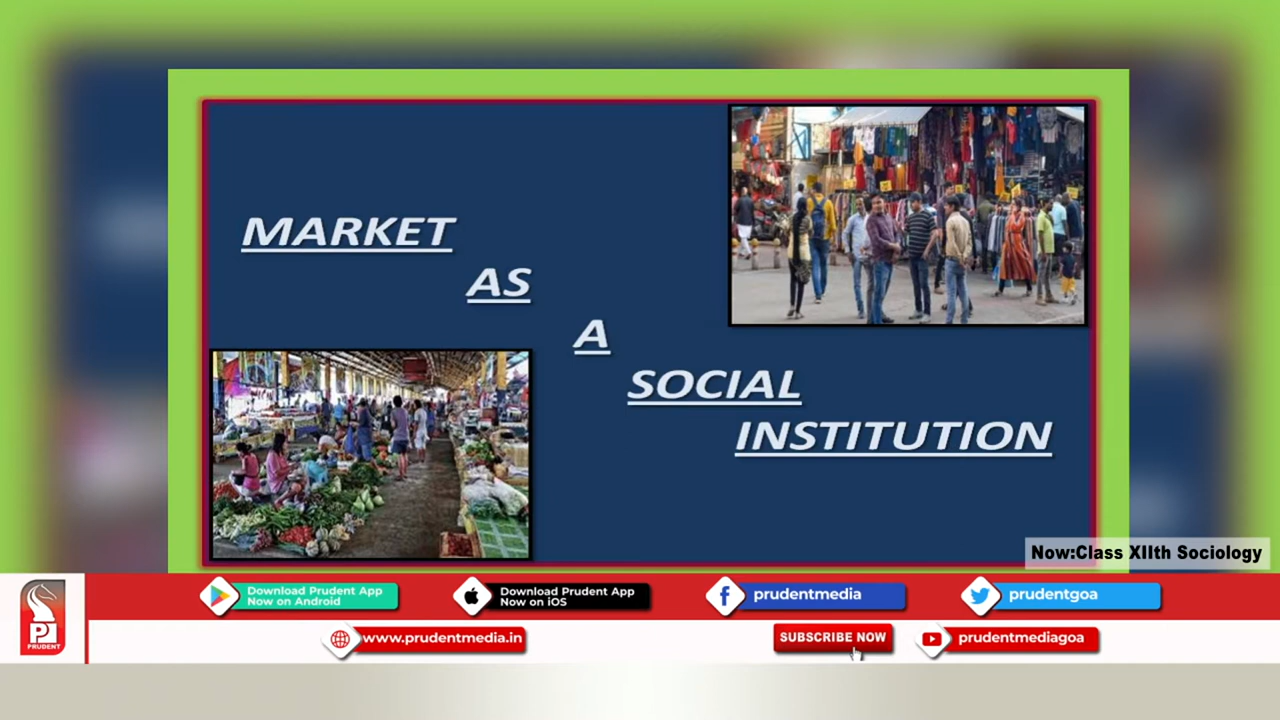 MARKET
AS
A
SOCIAL
INSTITUTION
Now:Class XIIth Sociology
Download Prudent App
Now on Android
Download Prudent App
Now on iOS
prudentmedia
prudentgoa
PRUDENT
www.prudentmedia.in
SUBSCRIBE NOW
prudentmediagoa